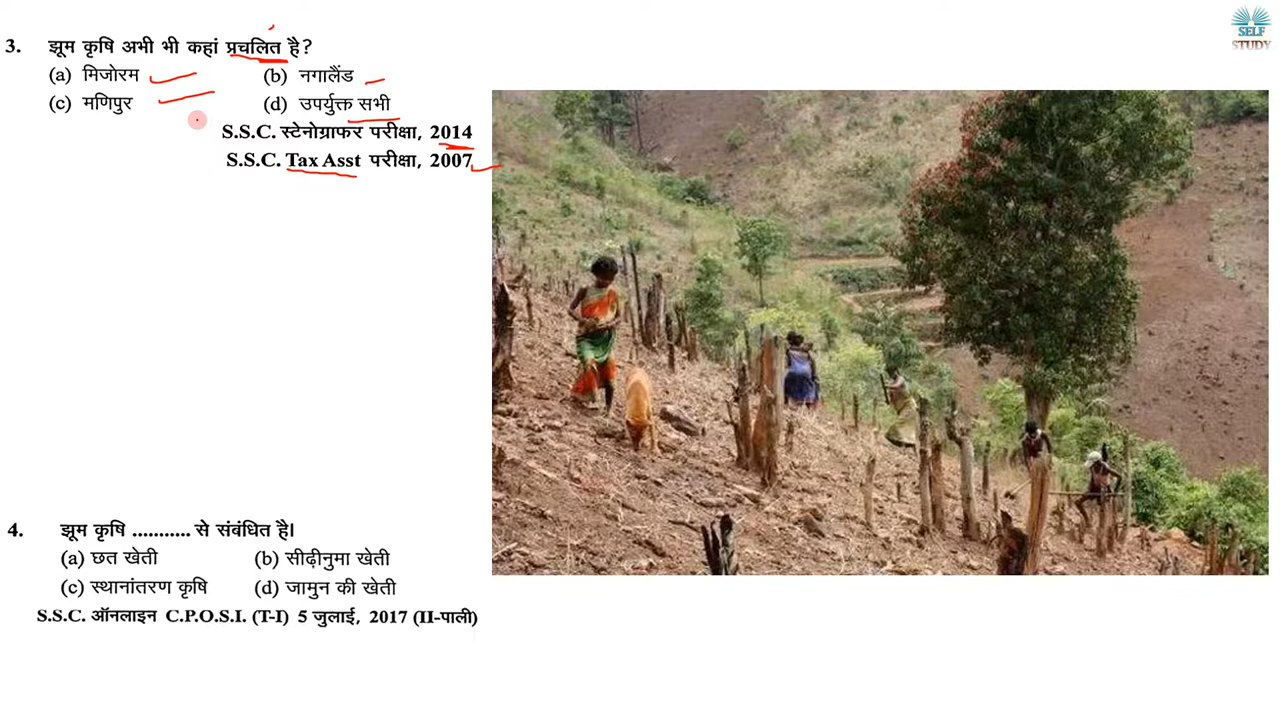 SELF
STUDY
3. झूम कृषि अभी भी कहां प्रचलित है?
(a) मिजोरम (b) नगालैंड
(c) मणिपुर (d) उपर्युक्त सभी
S.S.C. स्टेनोग्राफर परीक्षा, 2014
S.S.C. Tax Asst परीक्षा, 2007
4. झूम कृषि ........... से संबंधित है।
(a) छत खेती (b) सीढ़ीनुमा खेती
(c) स्थानांतरण कृषि (d) जामुन की खेती
S.S.C. ऑनलाइन C.P.O.S.I. (T-I) 5 जुलाई, 2017 (II-पाली)